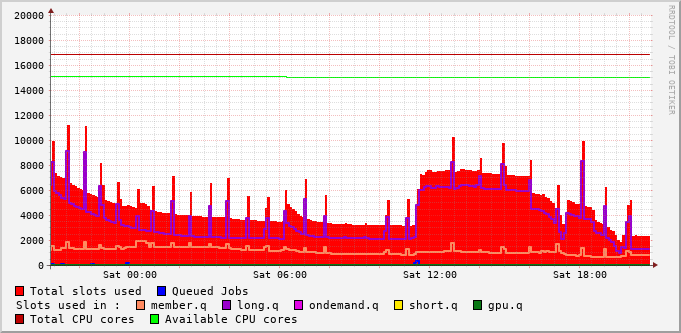 20000
18000
16000
14000
12000
10000
8000
6000
4000
2000
0
Sat 00:00 Sat 06:00 Sat 12:00 Sat 18:00
RRDTOOL / TOBI OETIKER
Total slots used Queued Jobs
Slots used in : member.q long.q ondemand.q short.q gpu.q
Total CPU cores Available CPU cores